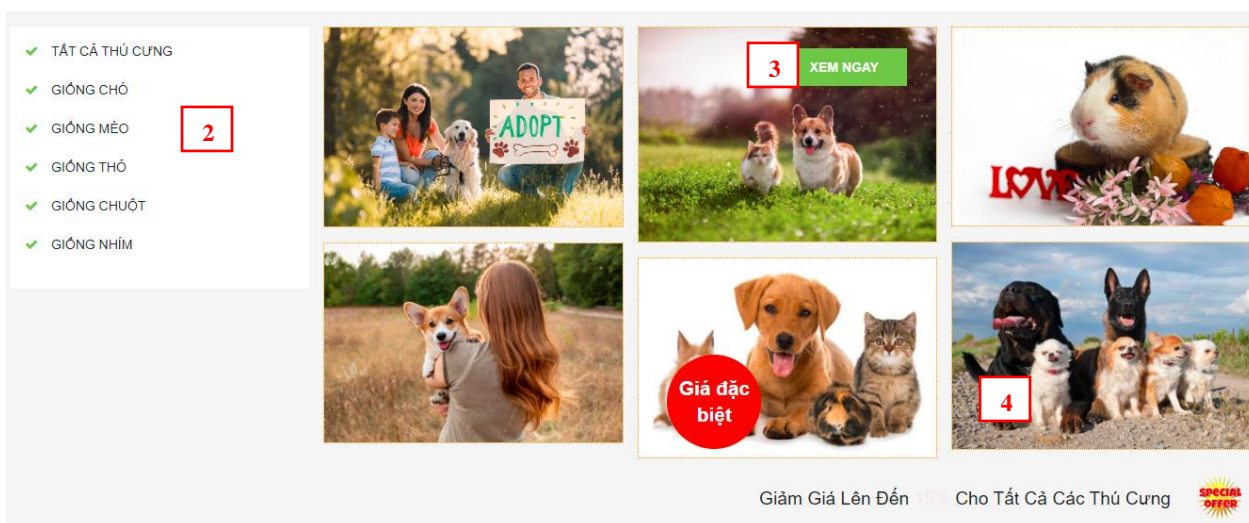 TẤT CẢ THÚ CƯNG
GIỐNG CHÓ
GIỐNG MÈO
GIỐNG THỎ
GIỐNG CHUỘT
GIỐNG NHÍM
2
ADOPT
3
XEM NGAY
LOVE
Giá đặc
biệt
4
Giảm Giá Lên Đến 15% Cho Tất Cả Các Thú Cưng
SPECIAL
OFFER